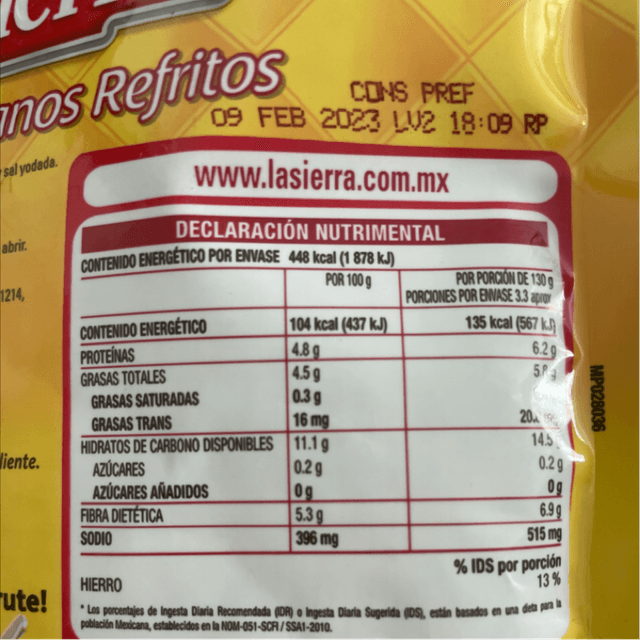 nos Refritos
CONS PREF
09 FEB 2023 LV2 18:09 RP
sal yodada.
abrir.
1214,
www.lasierra.com.mx
DECLARACIÓN NUTRIMENTAL
CONTENIDO ENERGÉTICO POR ENVASE 448 kcal (1 878 kJ)
POR 100 g POR PORCIÓN DE 130 g
PORCIONES POR ENVASE 3.3 aprox
CONTENIDO ENERGÉTICO 104 kcal (437 kJ) 135 kcal (567 kJ)
PROTEÍNAS 4.8 g 6.2 g
GRASAS TOTALES 4.5 g
GRASAS SATURADAS 0.3 g
GRASAS TRANS 16 mg
HIDRATOS DE CARBONO DISPONIBLES 11.1 g 14.5
AZÚCARES 0.2 g 0.2 g
AZÚCARES AÑADIDOS 0 g 0 g
FIBRA DIETÉTICA 5.3 g 6.9 g
SODIO 396 mg 515 mg
% IDS por porción
HIERRO 13 %
* Los porcentajes de Ingesta Diaria Recomendada (IDR) o Ingesta Diaria Sugerida (IDS), están basados en una dieta para la
población Mexicana, establecidos en la NOM-051-SCFI / SSA1-2010.
MP028036
liente.
rute!